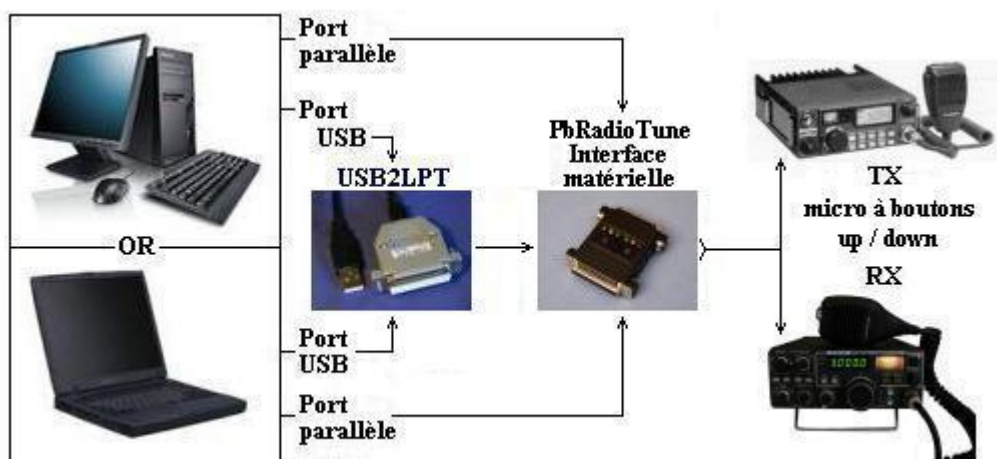 Port
parallèle
Port
USB
USB2LPT
PbRadioTune
Interface
matérielle
TX
micro à boutons
up / down
RX
OR
Port
USB
Port
parallèle